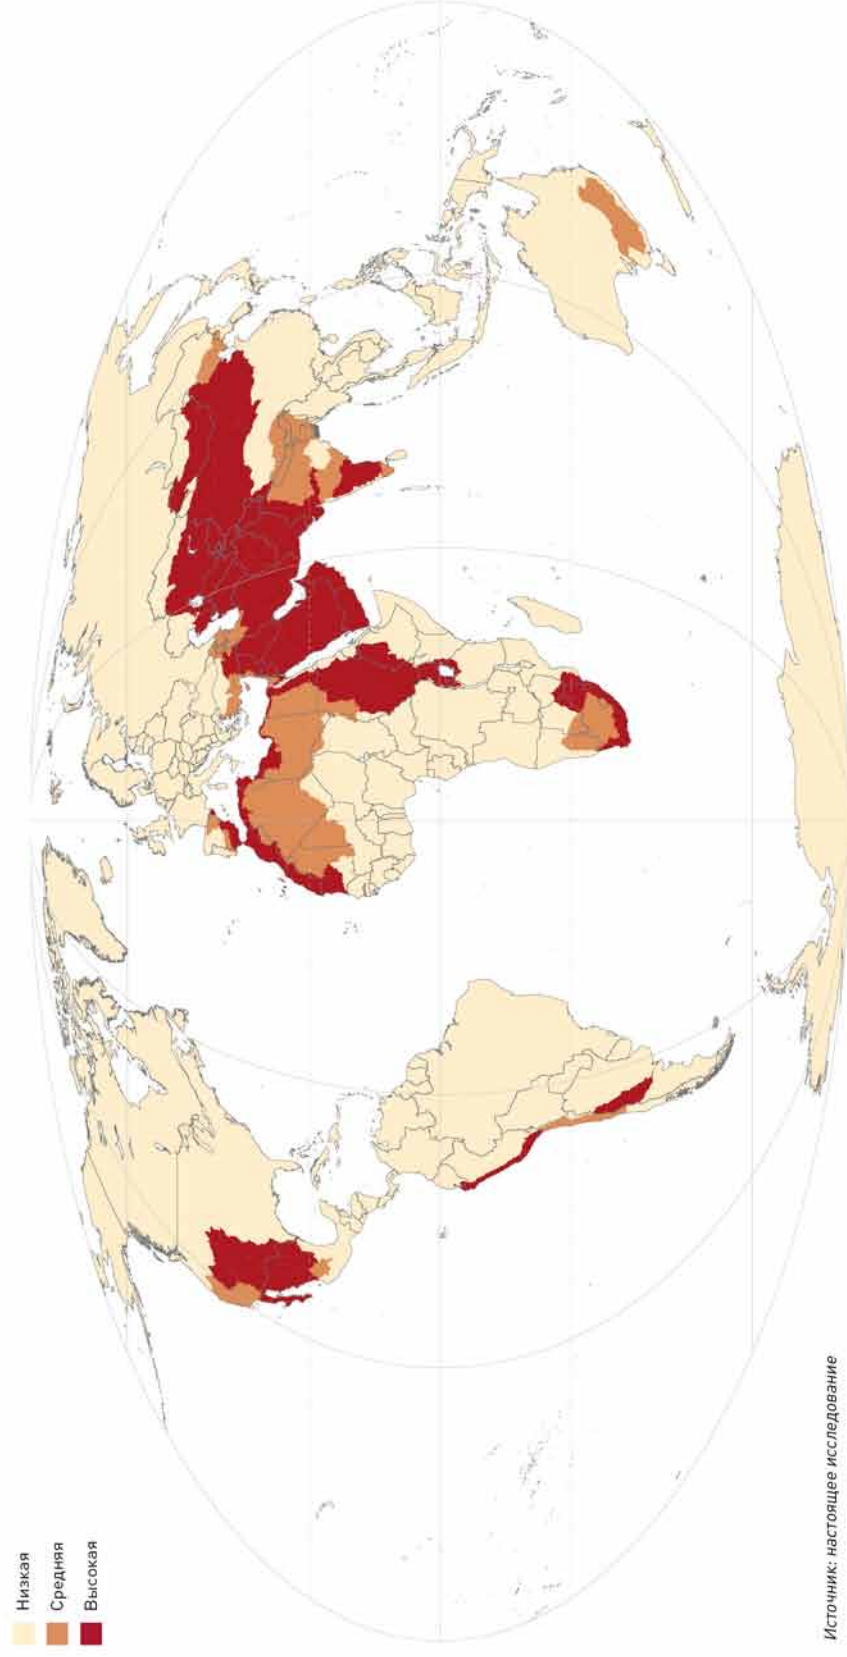 Низкая
Средняя
Высокая
Источник: настоящее исследование